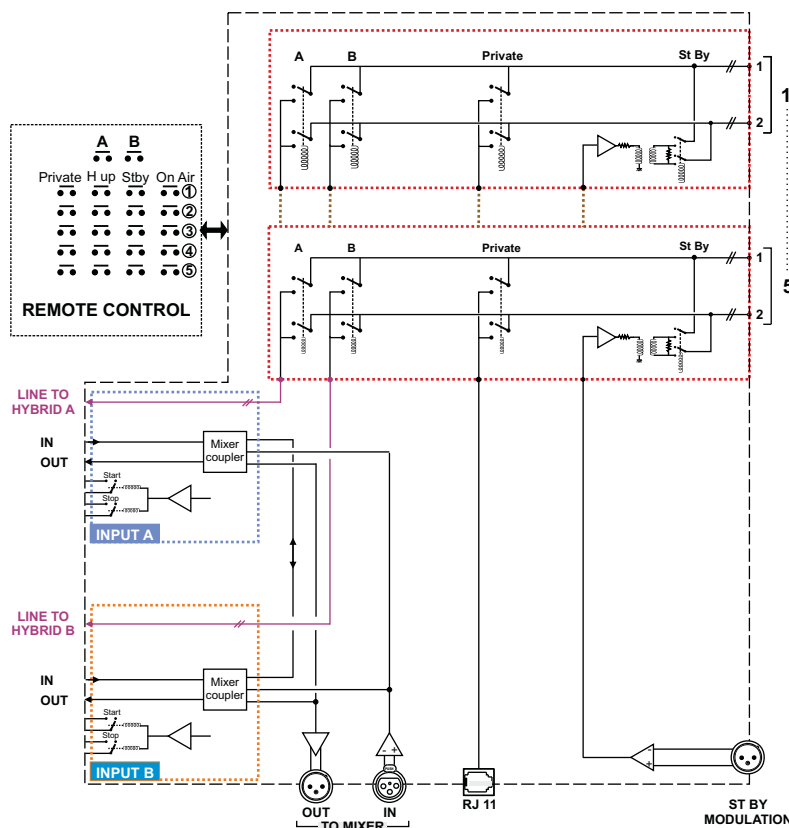 A B Private St By
1
2
1
A B
Private H up Stby On Air
1
2
3
4
5
REMOTE CONTROL
A B Private St By
1
2
5
LINE TO
HYBRID A
IN
OUT
Mixer
coupler
Start
Stop
INPUT A
LINE TO
HYBRID B
IN
OUT
Mixer
coupler
Start
Stop
INPUT B
- +
-
+
OUT IN
TO MIXER
RJ 11
ST BY
MODULATION